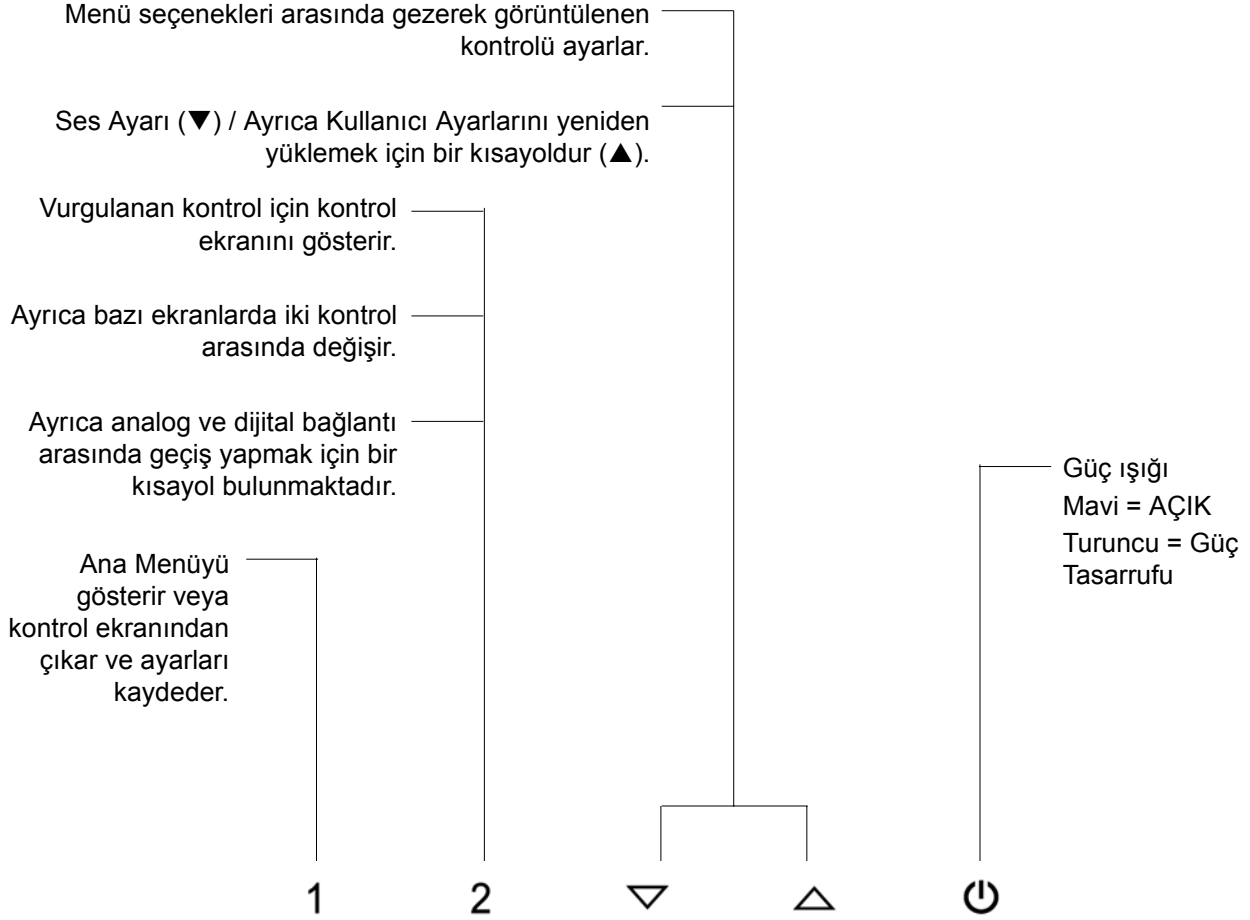 Menü seçenekleri arasında gezerek görüntülenen
kontrolü ayarlar.
Ses Ayarı (▼) / Ayrıca Kullanıcı Ayarlarını yeniden
yüklemek için bir kısayoldur (▲).
Vurgulanan kontrol için kontrol
ekranını gösterir.
Ayrıca bazı ekranlarda iki kontrol
arasında değişir.
Ayrıca analog ve dijital bağlantı
arasında geçiş yapmak için bir
kısayol bulunmaktadır.
Ana Menüyü
gösterir veya
kontrol ekranından
çıkar ve ayarları
kaydeder.
Güç ışığı
Mavi = AÇIK
Turuncu = Güç
Tasarrufu
1 2